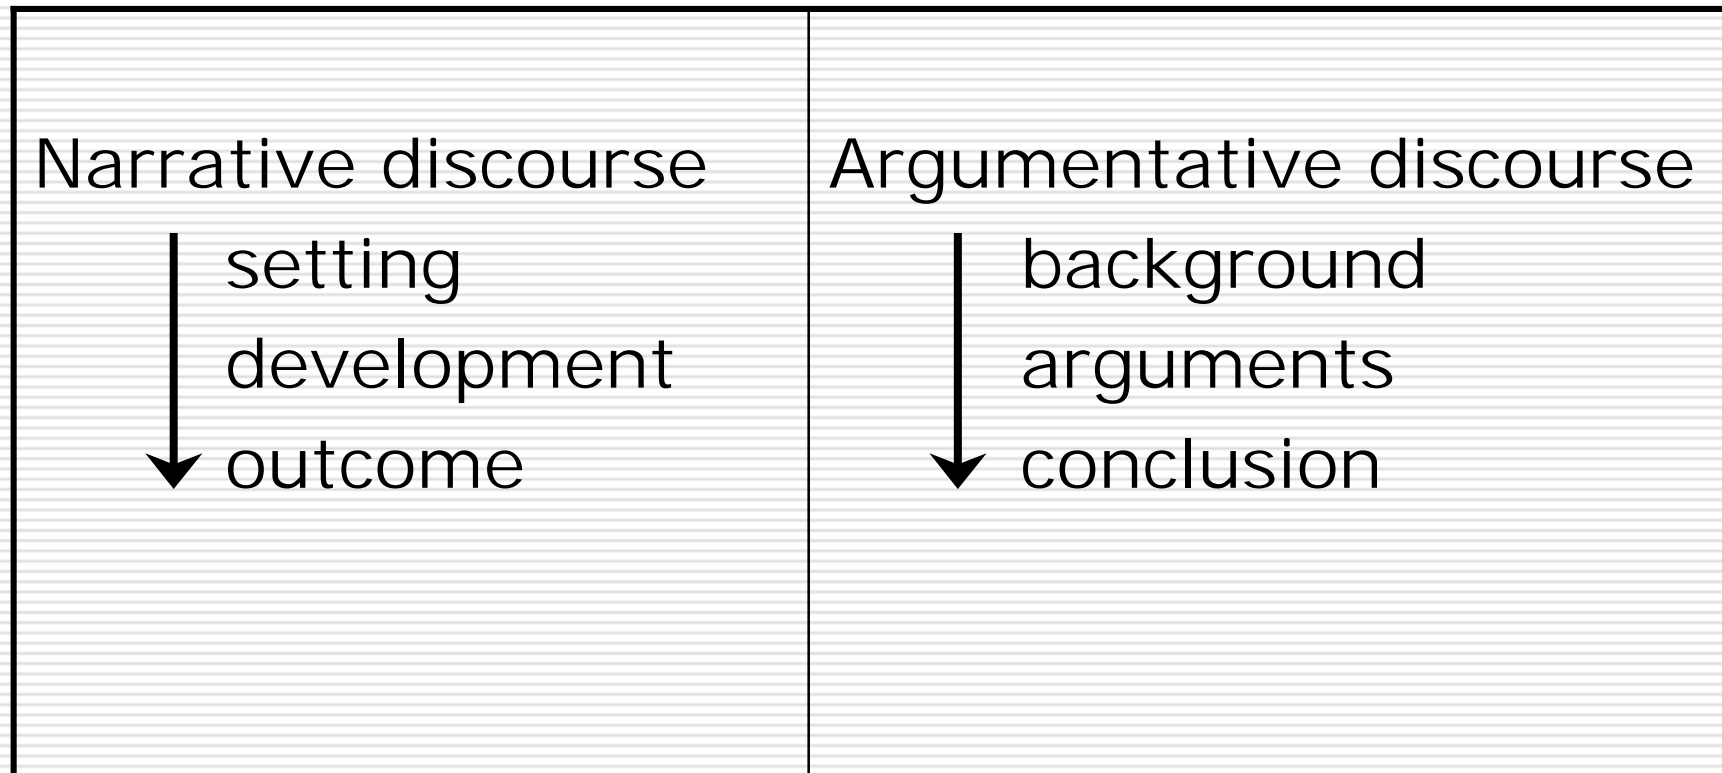 Narrative discourse
setting
development
outcome
Argumentative discourse
background
arguments
conclusion